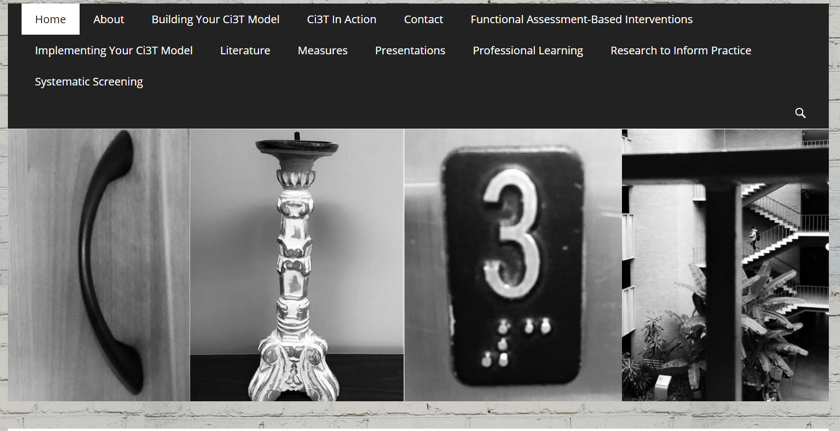 Home About Building Your Ci3T Model Ci3T In Action Contact Functional Assessment-Based Interventions
Implementing Your Ci3T Model Literature Measures Presentations Professional Learning Research to Inform Practice
Systematic Screening
3